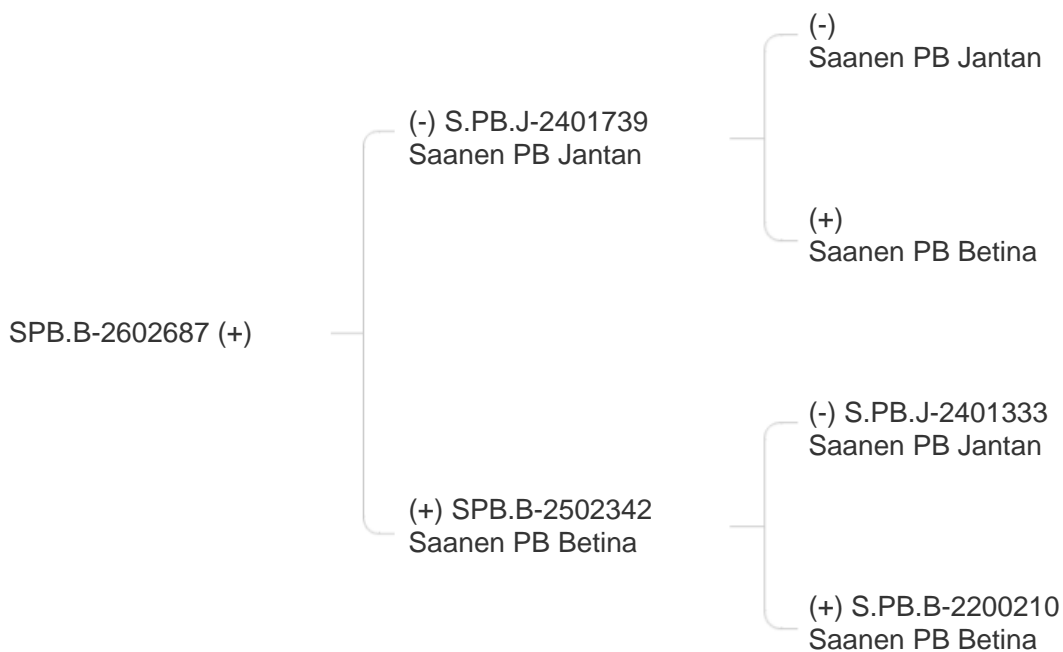 (-)
Saanen PB Jantan
(-) S.PB.J-2401739
Saanen PB Jantan
(+)
Saanen PB Betina
SPB.B-2602687 (+)
(-) S.PB.J-2401333
Saanen PB Jantan
(+) SPB.B-2502342
Saanen PB Betina
(+) S.PB.B-2200210
Saanen PB Betina